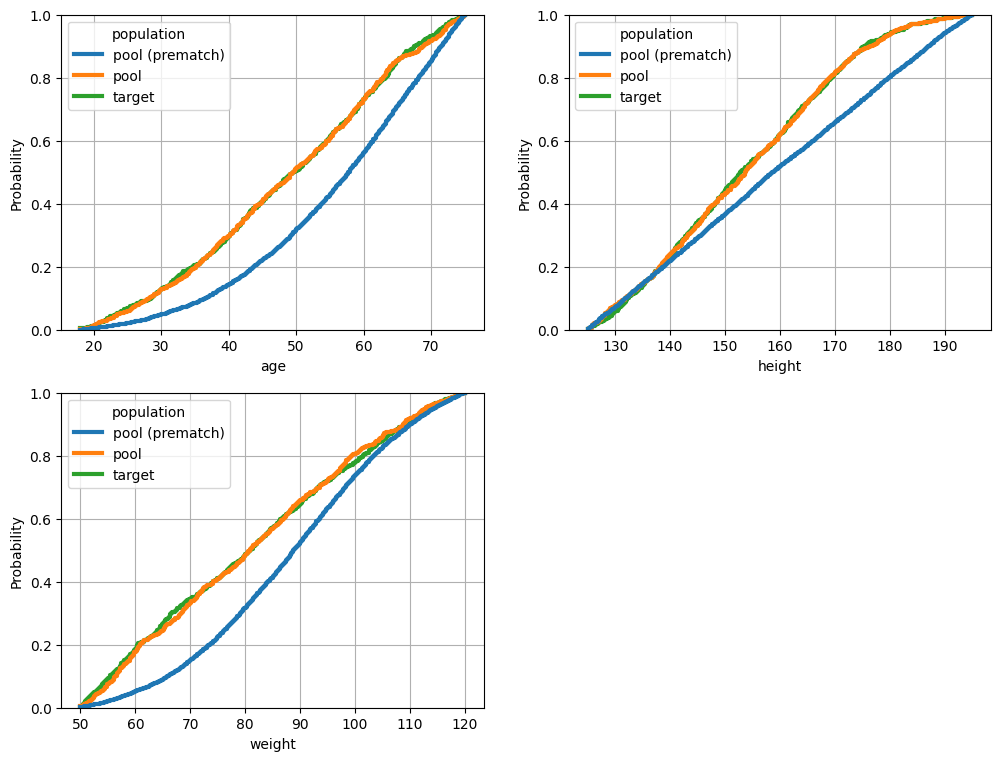 population
pool (prematch)
pool
target
Probability
1.0
0.8
0.6
0.4
0.2
0.0
20 30 40 50 60 70
age
population
pool (prematch)
pool
target
Probability
1.0
0.8
0.6
0.4
0.2
0.0
130 140 150 160 170 180 190
height
population
pool (prematch)
pool
target
Probability
1.0
0.8
0.6
0.4
0.2
0.0
50 60 70 80 90 100 110 120
weight